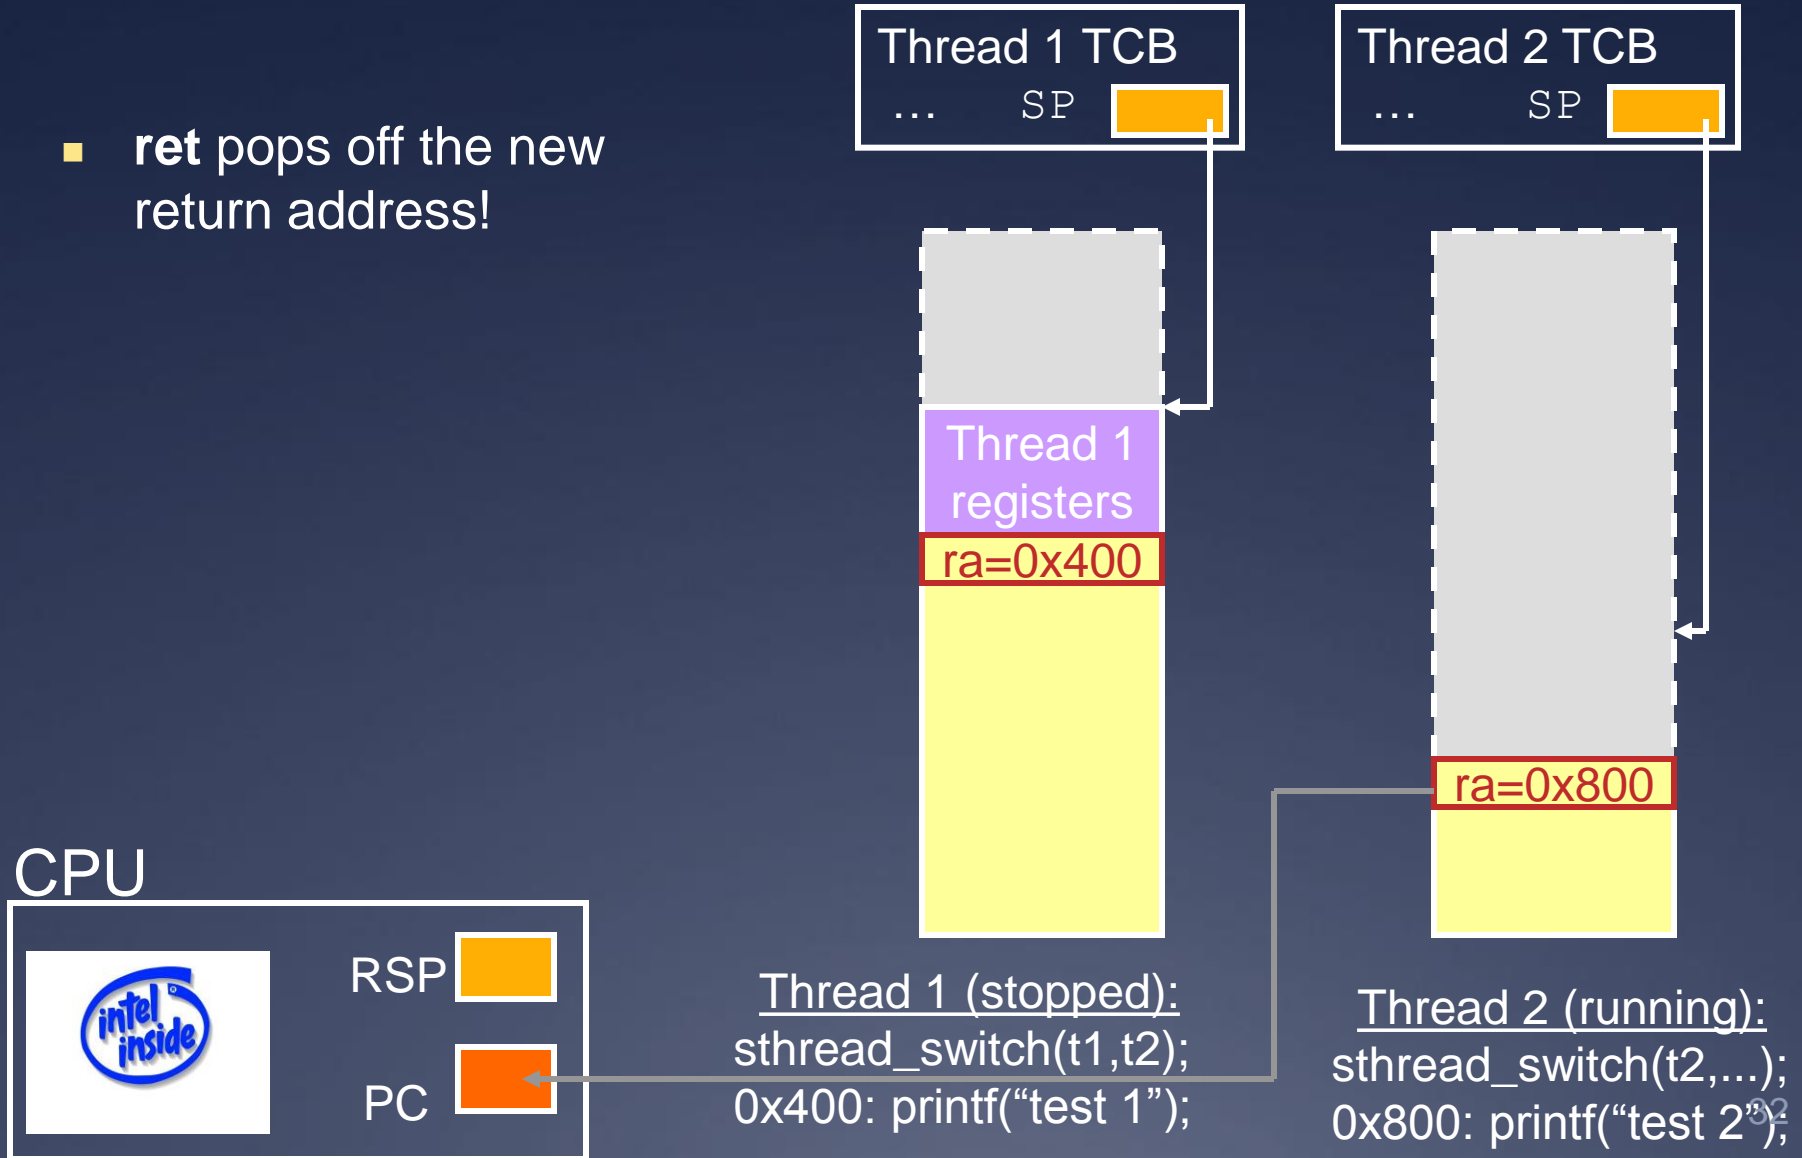 ret pops off the new
return address!
Thread 1 TCB
... SP
Thread 2 TCB
... SP
Thread 1
registers
ra=0x400
ra=0x800
CPU
RSP
PC
intel
inside
®
Thread 1 (stopped):
sthread_switch(t1,t2);
0x400: printf(“test 1”);
Thread 2 (running):
sthread_switch(t2,...);
0x800: printf(“test 2”);
32